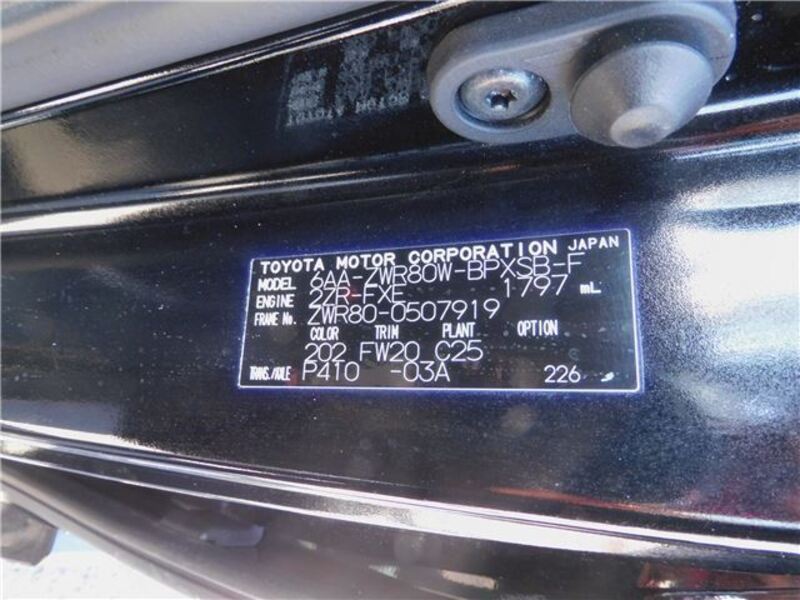 TOYOTA MOTOR CORPORATION JAPAN
MODEL 6AA-ZWR80W-BPXSB-F
ENGINE 2ZR-FXE 1797 mL
FRAME No. ZWR80-0507919
COLOR TRIM PLANT OPTION
202 FW20 C25
TRANS./AXLE P410 -03A 226